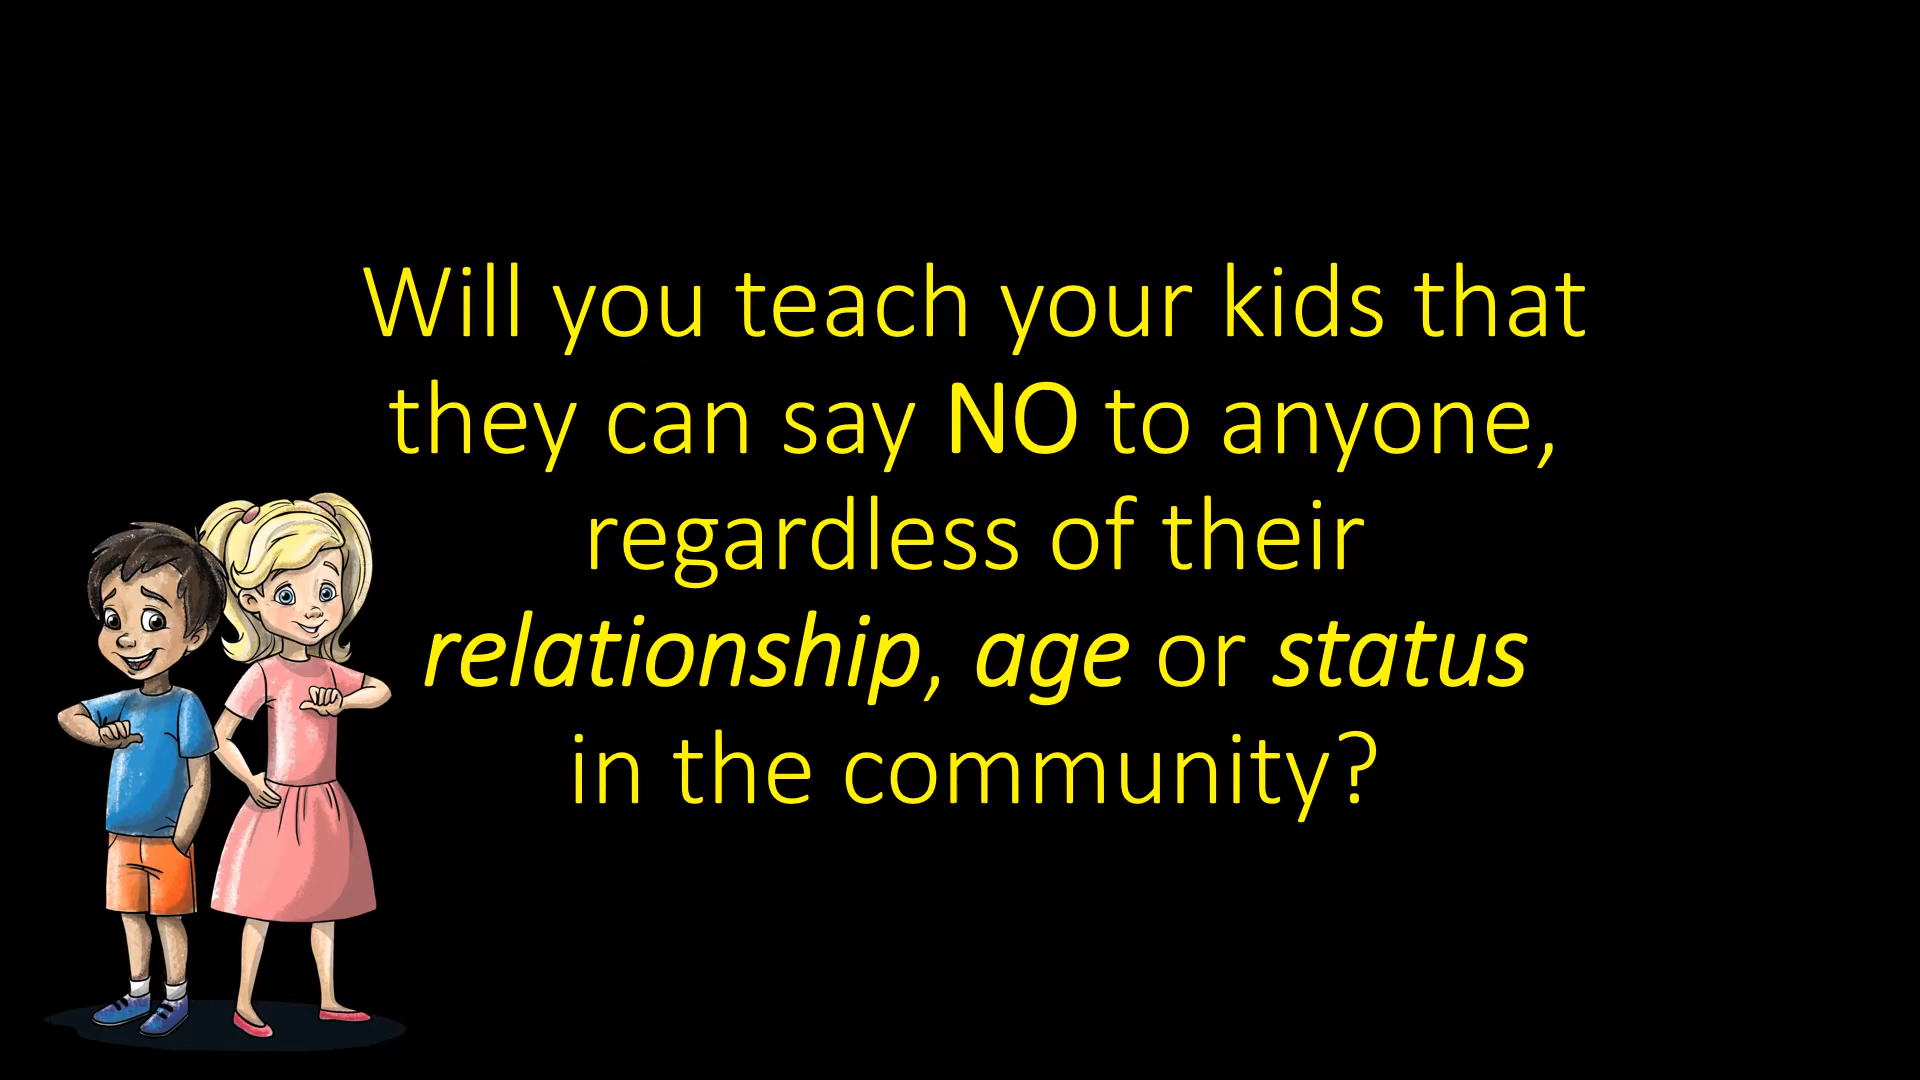 Will you teach your kids that
they can say NO to anyone,
regardless of their
relationship, age or status
in the community?